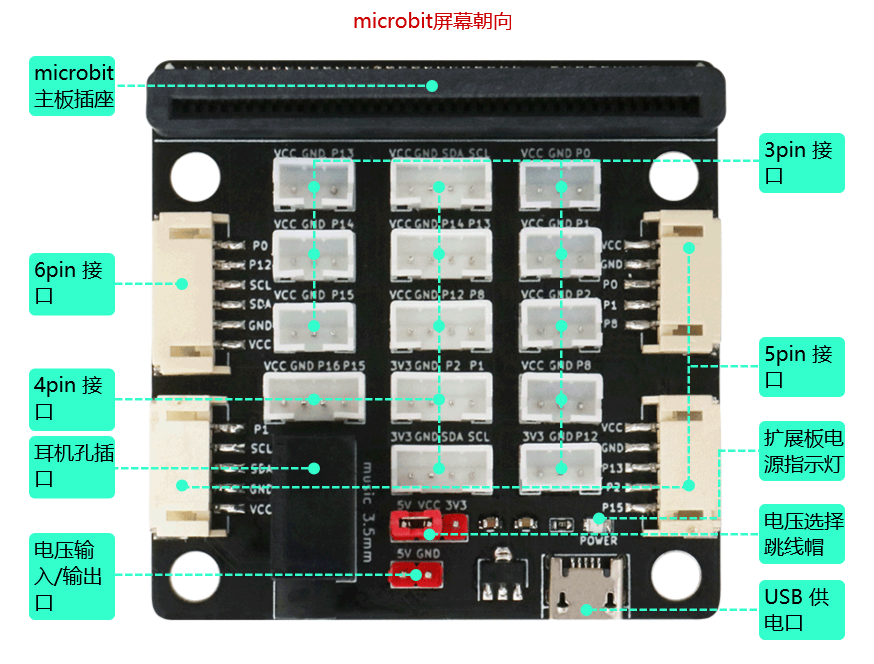 microbit屏幕朝向
microbit
主板插座
3pin 接
口
6pin 接
口
4pin 接
口
耳机孔插
口
电压输
入/输出
口
5pin 接
口
扩展板电
源指示灯
电压选择
跳线帽
USB 供
电口
VCC GND P13
VCC GND SDA SCL
VCC GND P0
VCC GND P14
VCC GND P14 P13
VCC GND P1
VCC GND P15
VCC GND P12 P8
VCC GND P2
VCC GND P16 P15
3V3 GND P2 P1
VCC GND P8
3V3 GND SDA SCL
3V3 GND P12
P0
P12
SCL
SDA
GND
VCC
P1
SCL
SDA
GND
VCC
VCC
GND
P0
P1
P8
VCC
GND
P13
P2
P15
music 3.5mm
5V VCC 3V3
5V GND
POWER